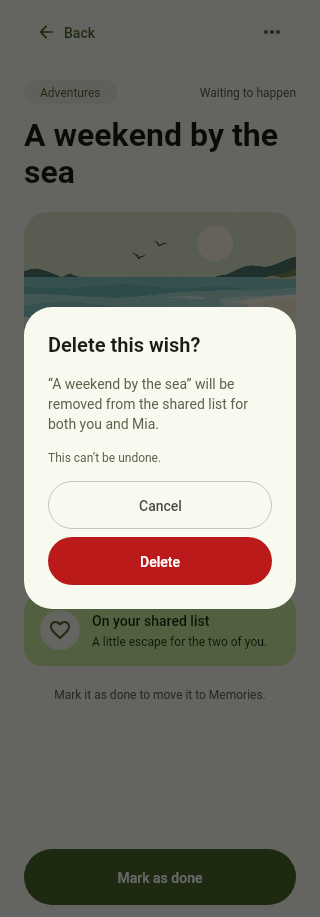 Back
Adventures
Waiting to happen
A weekend by the
sea
Delete this wish?
“A weekend by the sea” will be
removed from the shared list for
both you and Mia.
This can’t be undone.
Cancel
Delete
On your shared list
A little escape for the two of you.
Mark it as done to move it to Memories.
Mark as done